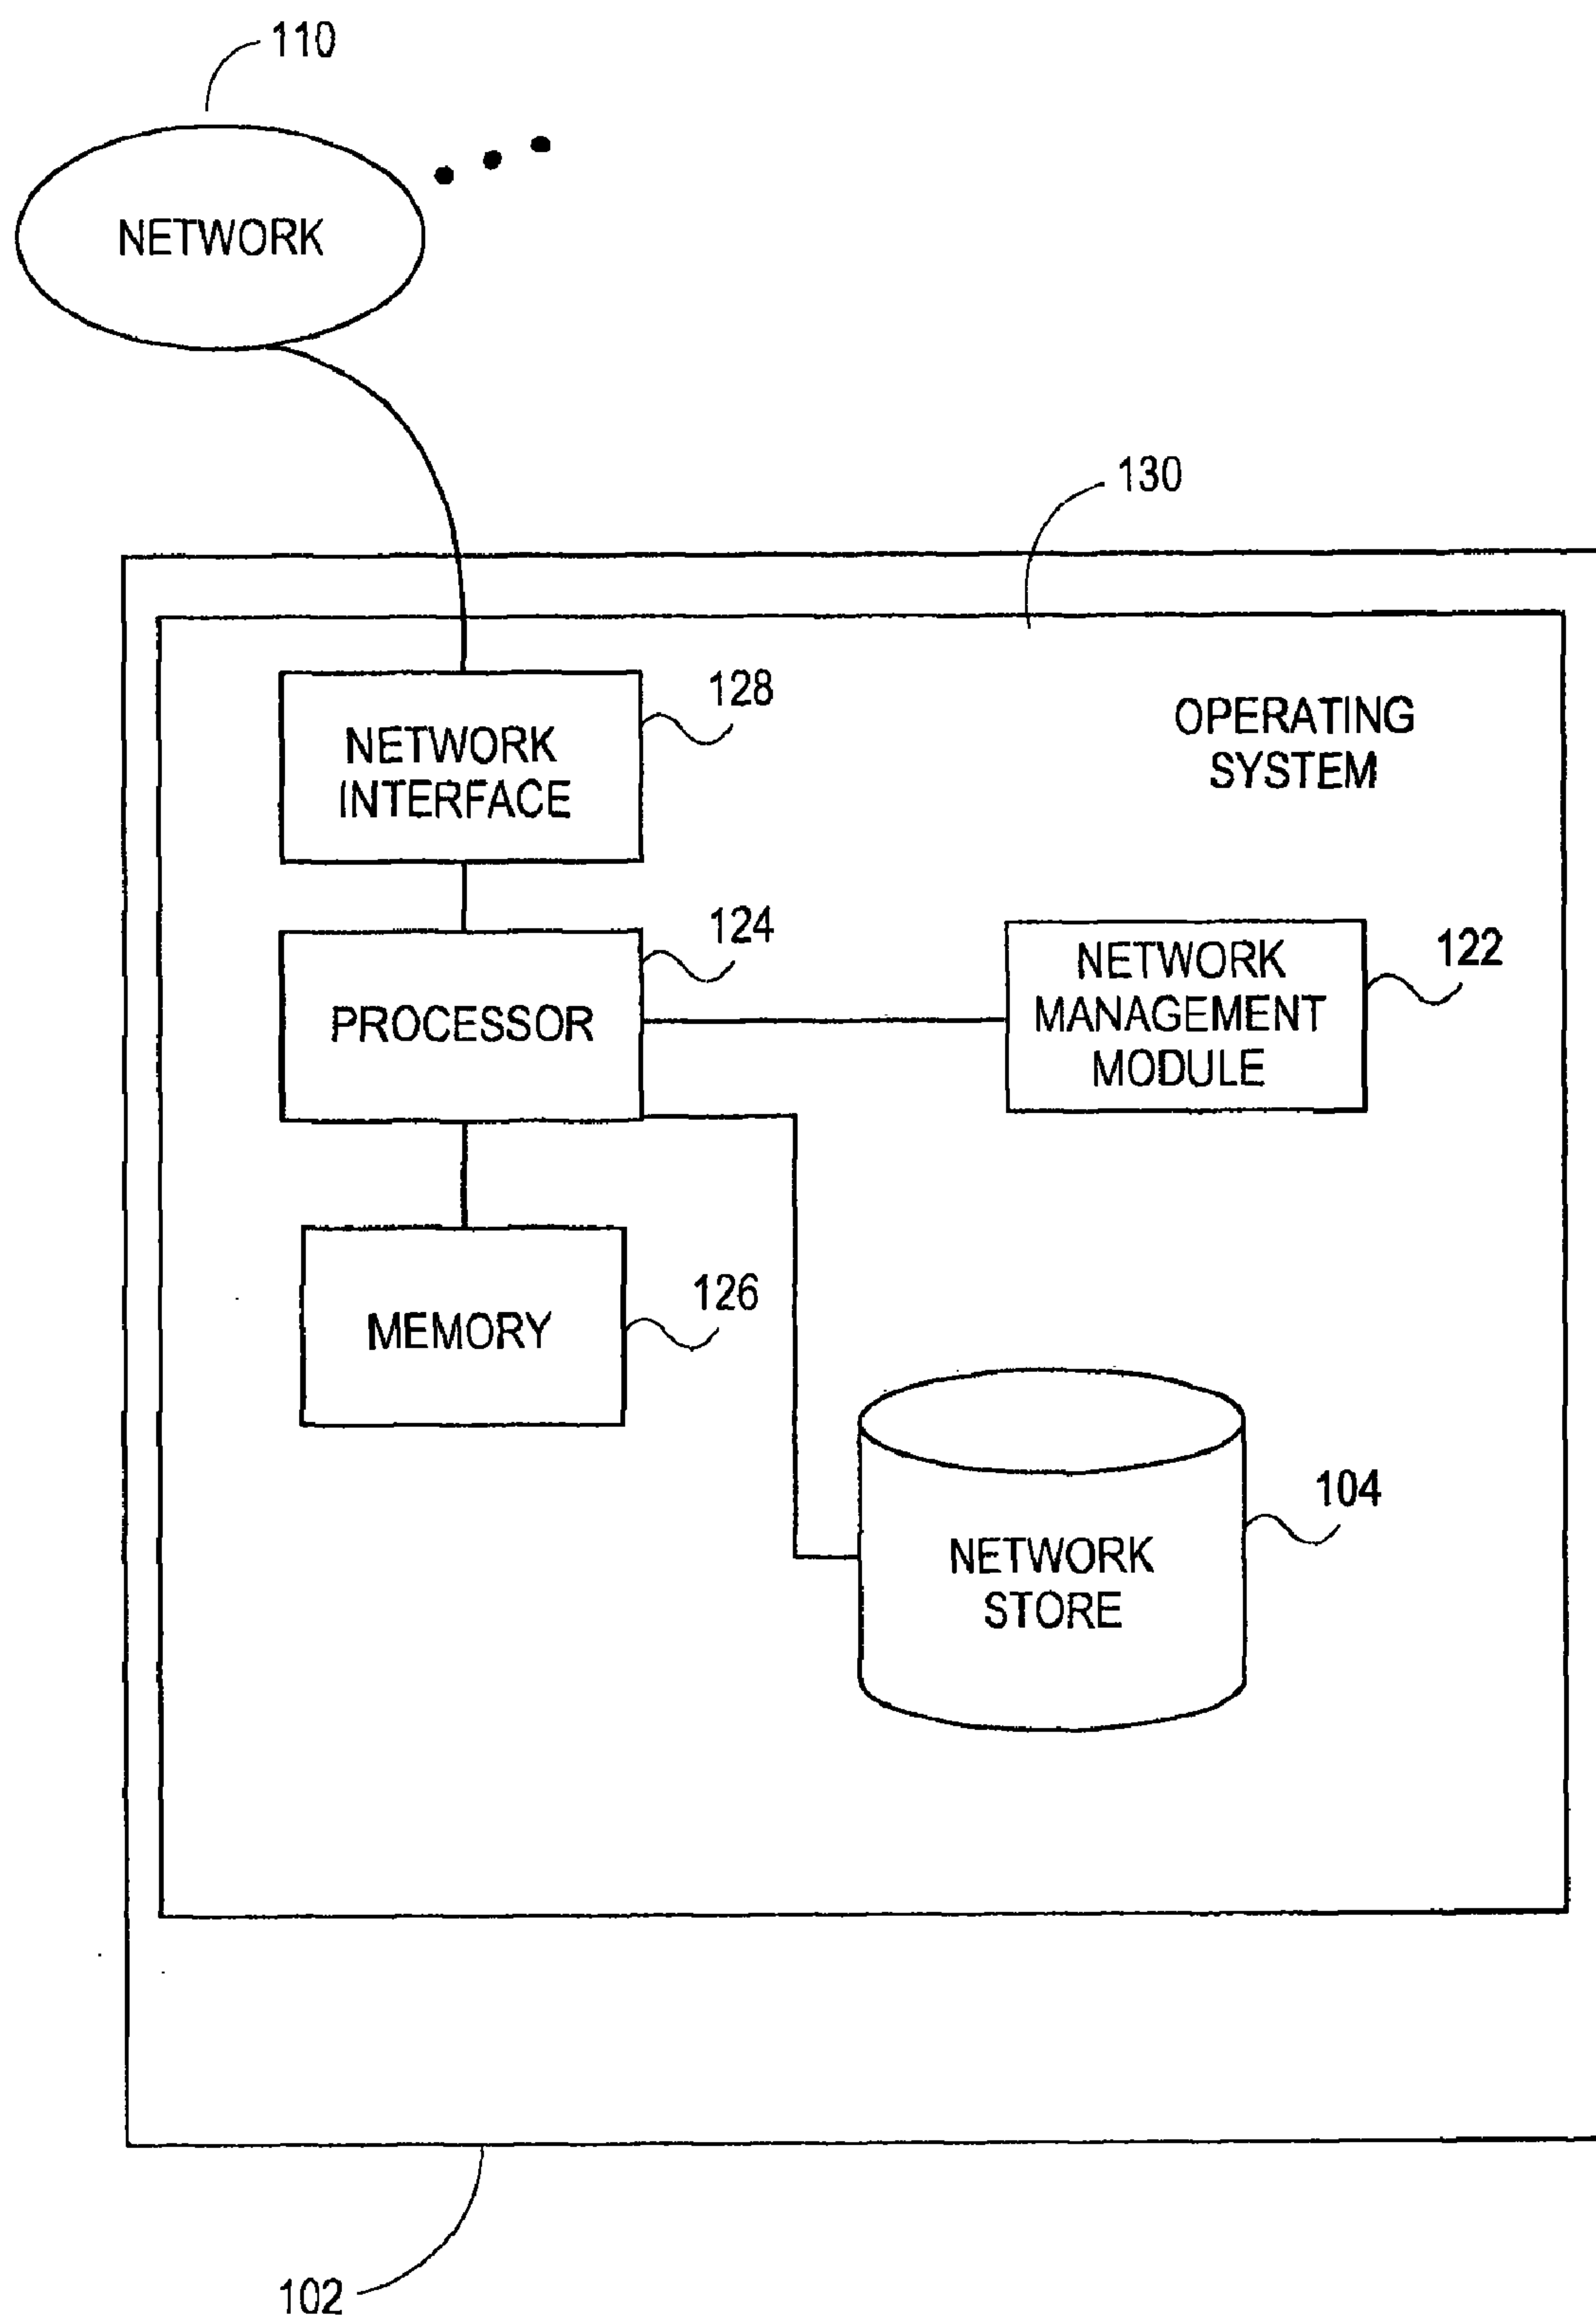 110
NETWORK
130
128
NETWORK
INTERFACE
OPERATING
SYSTEM
124
PROCESSOR
NETWORK
MANAGEMENT
MODULE
122
126
MEMORY
104
NETWORK
STORE
102